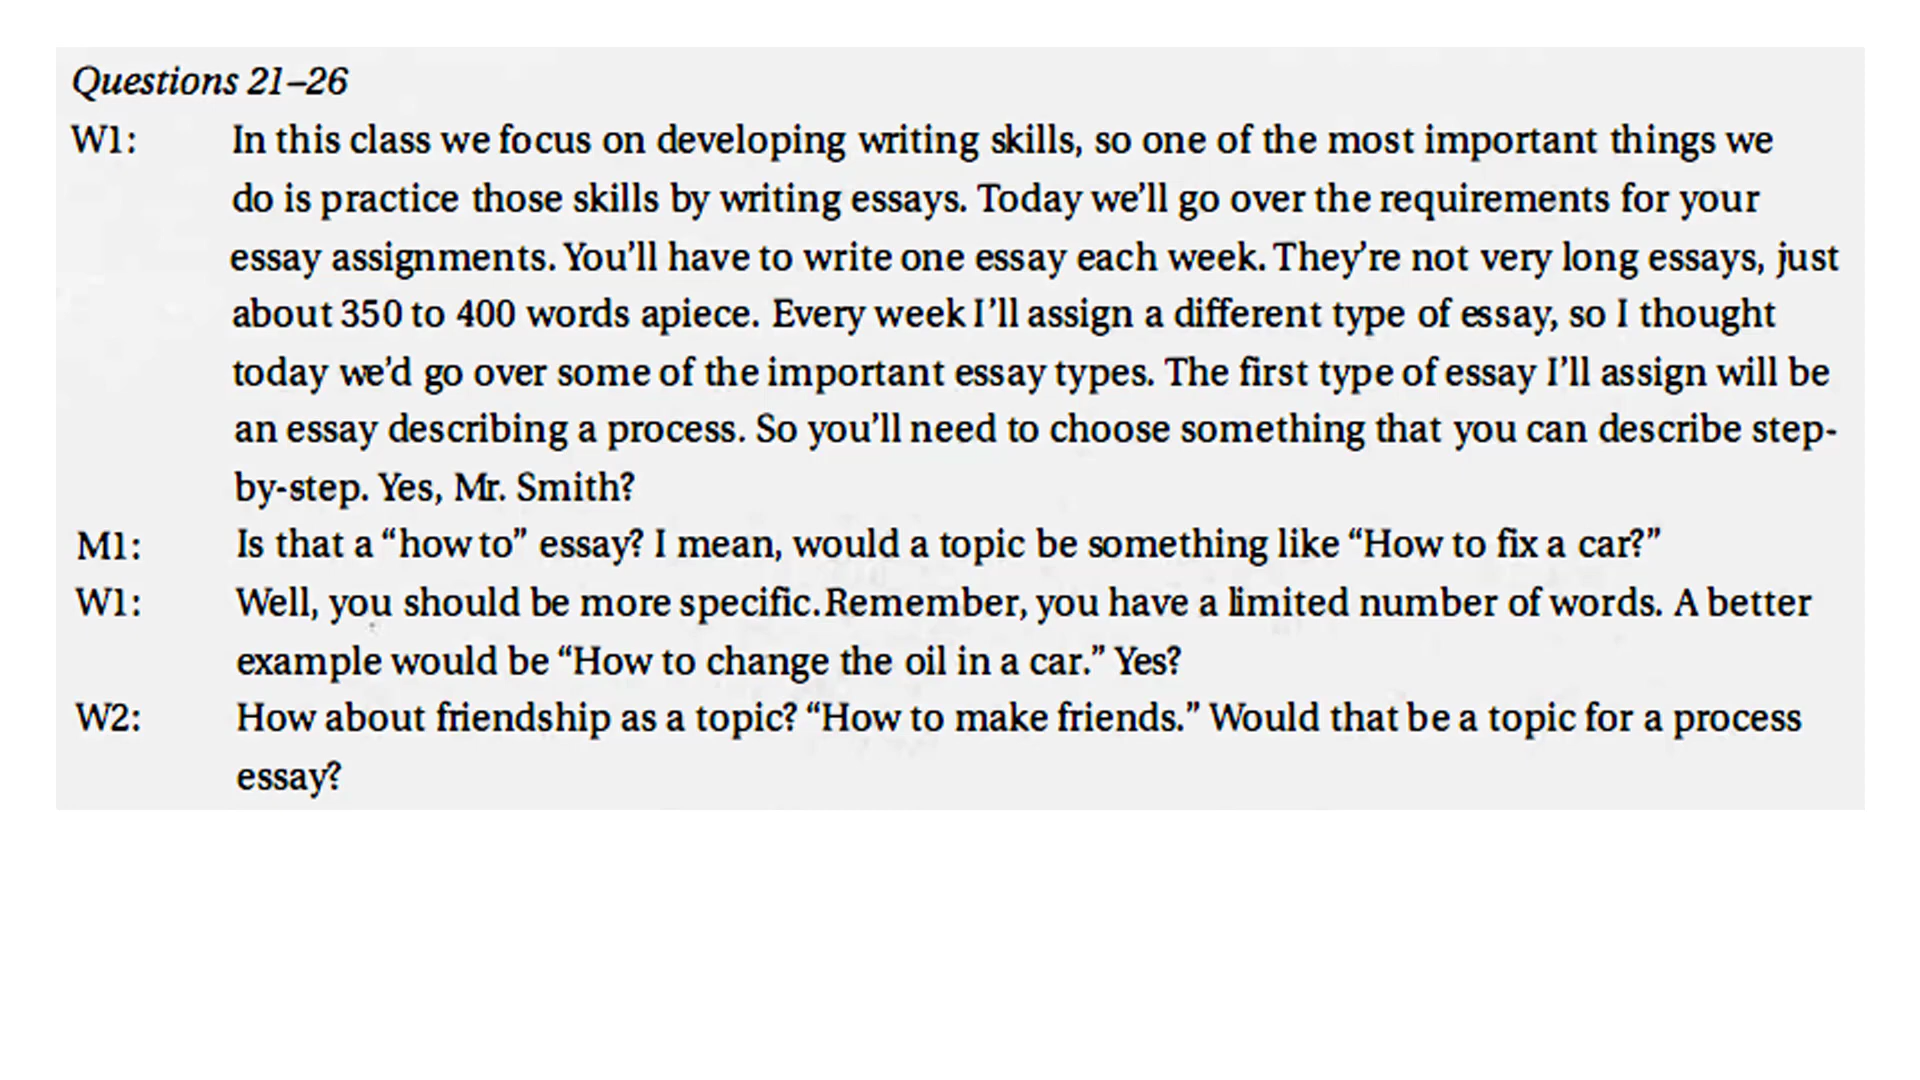 Questions 21–26
W1: In this class we focus on developing writing skills, so one of the most important things we
do is practice those skills by writing essays. Today we’ll go over the requirements for your
essay assignments. You’ll have to write one essay each week. They’re not very long essays, just
about 350 to 400 words apiece. Every week I’ll assign a different type of essay, so I thought
today we’d go over some of the important essay types. The first type of essay I’ll assign will be
an essay describing a process. So you’ll need to choose something that you can describe step-
by-step. Yes, Mr. Smith?
M1: Is that a “how to” essay? I mean, would a topic be something like “How to fix a car?”
W1: Well, you should be more specific. Remember, you have a limited number of words. A better
example would be “How to change the oil in a car.” Yes?
W2: How about friendship as a topic? “How to make friends.” Would that be a topic for a process
essay?